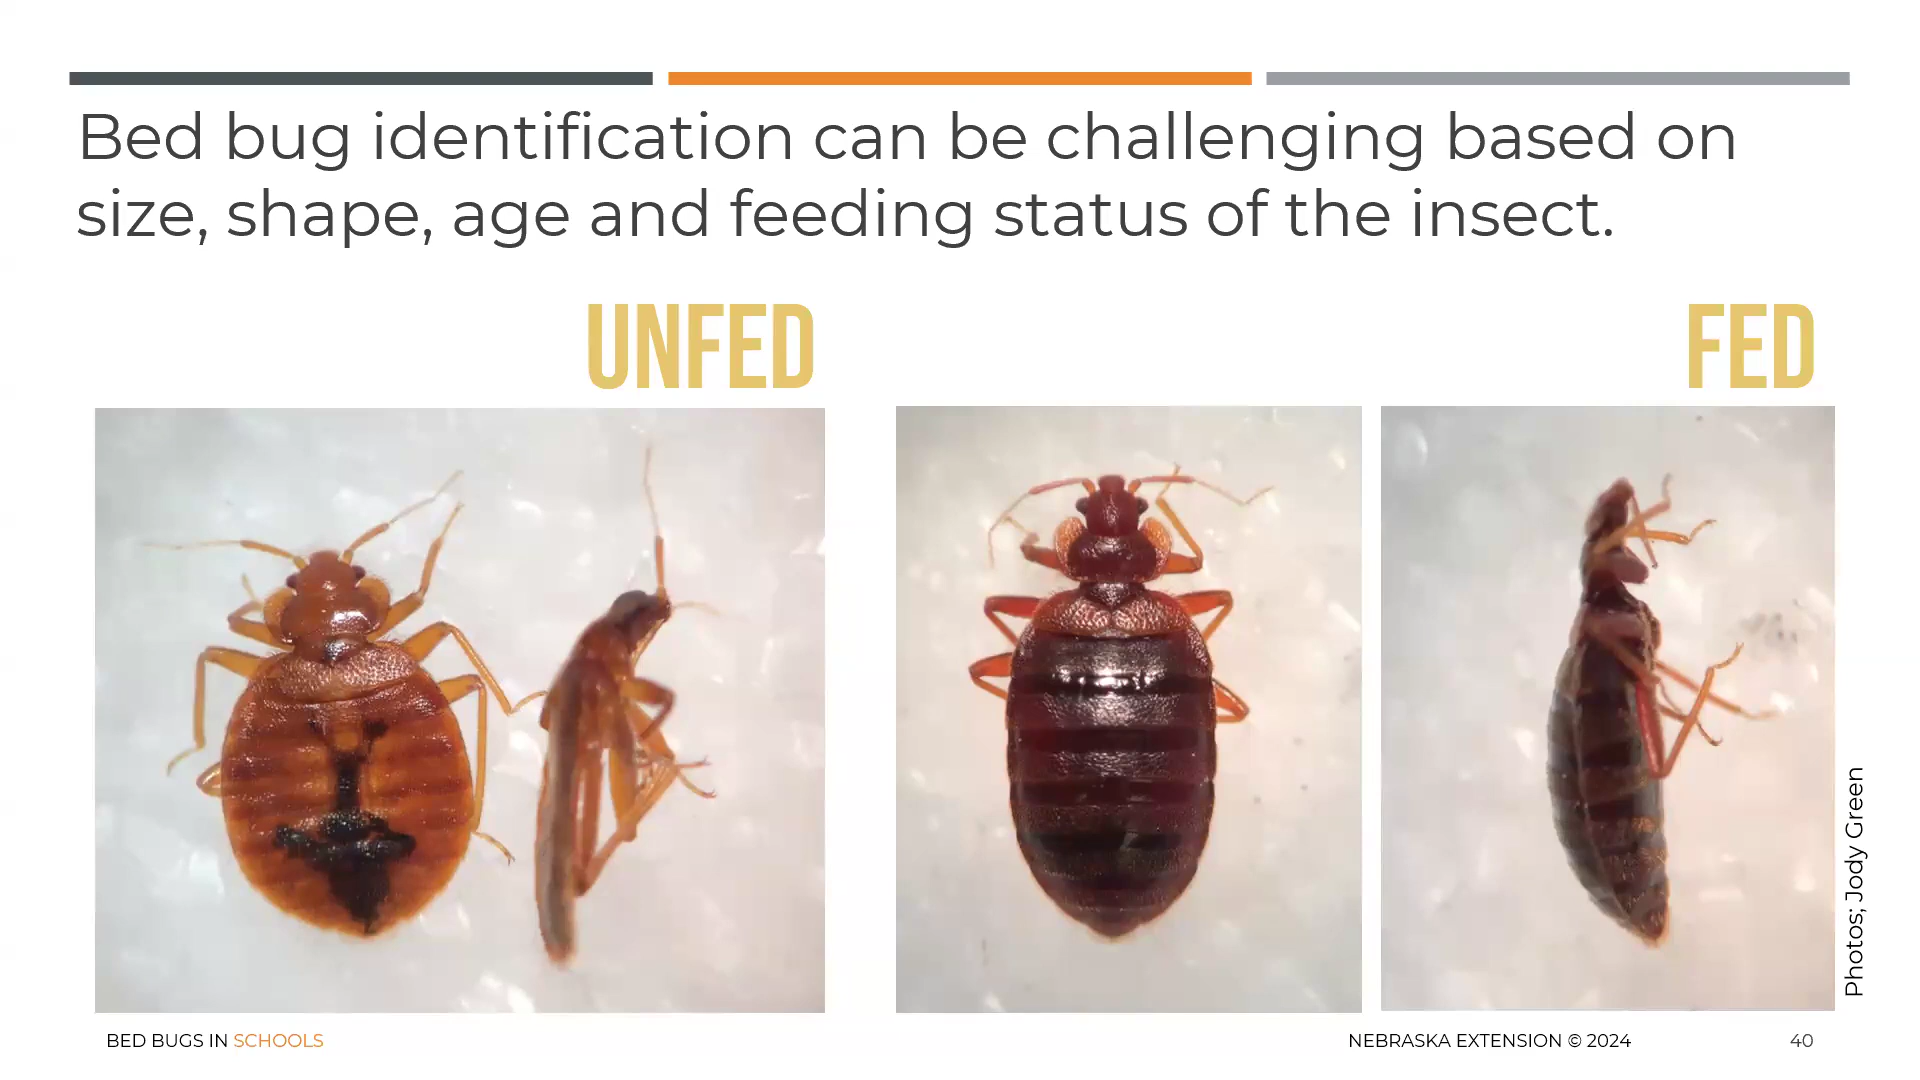 Bed bug identification can be challenging based on
size, shape, age and feeding status of the insect.
UNFED
FED
Photos; Jody Green
BED BUGS IN SCHOOLS
NEBRASKA EXTENSION © 2024
40